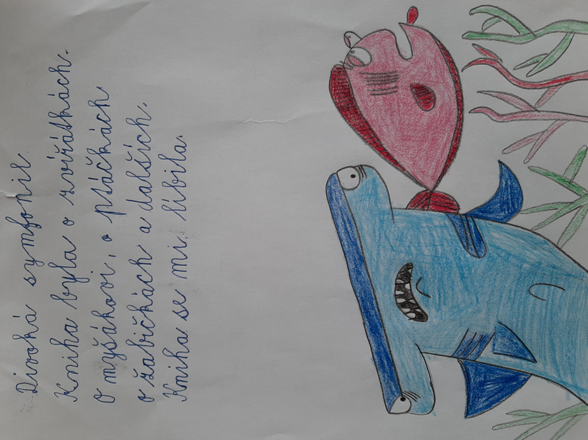 Divoká symfonie.
Kniha byla o zvířátkách.
O myšákovi, o ptáčkách
o žabičkách a dalších.
Kniha se mi líbila.